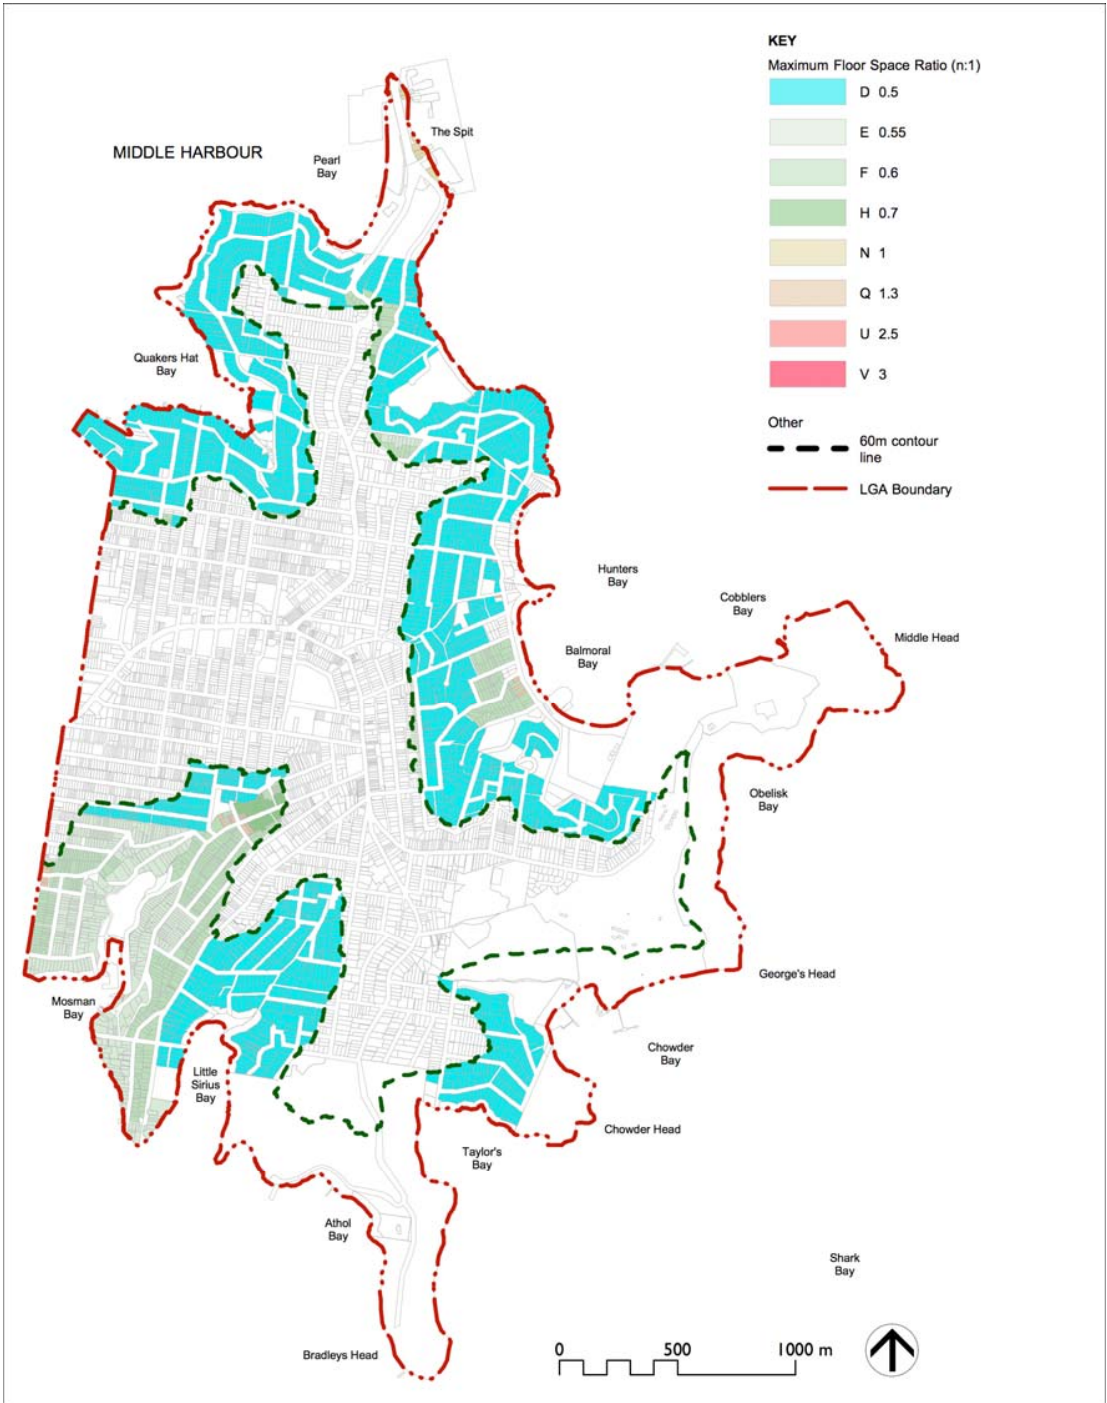 KEY
Maximum Floor Space Ratio (n:1)
D 0.5
E 0.55
F 0.6
H 0.7
N 1
Q 1.3
U 2.5
V 3
Other
60m contour
line
LGA Boundary
The Spit
MIDDLE HARBOUR
Pearl
Bay
Quakers Hat
Bay
Hunters
Bay
Cobblers
Bay
Middle Head
Balmoral
Bay
Obelisk
Bay
George's Head
Mosman
Bay
Chowder
Bay
Little
Sirius
Bay
Chowder Head
Taylor's
Bay
Athol
Bay
Shark
Bay
Bradleys Head
0 500 1000 m